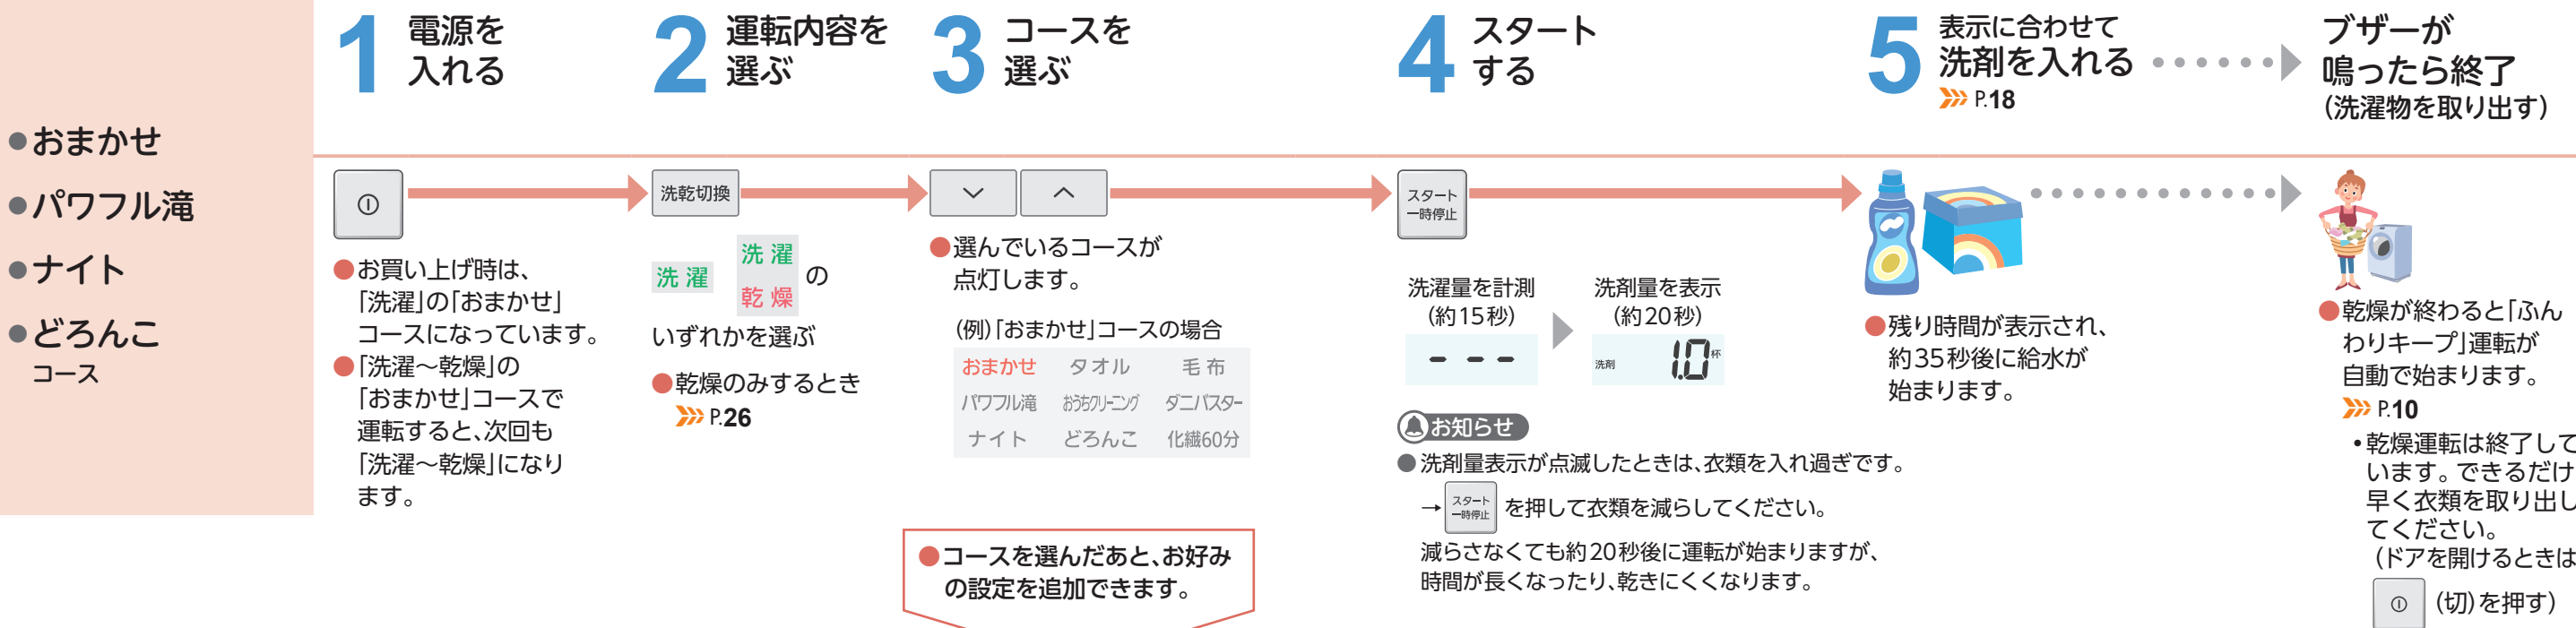 ●おまかせ
●パワフル滝
●ナイト
●どろんこ
コース
1 電源を
入れる
●お買い上げ時は、
「洗濯」の「おまかせ」
コースになっています。
●「洗濯〜乾燥」の
「おまかせ」コースで
運転すると、次回も
「洗濯〜乾燥」になり
ます。
2 運転内容を
選ぶ
洗乾切換
洗濯 洗濯 の
乾燥
いずれかを選ぶ
●乾燥のみするとき
P.26
3 コースを
選ぶ
●選んでいるコースが
点灯します。
(例)「おまかせ」コースの場合
おまかせ タオル 毛布
パワフル滝 おうちクリーニング ダニバスター
ナイト どろんこ 化繊60分
●コースを選んだあと、お好み
の設定を追加できます。
4 スタート
する
スタート
一時停止
洗濯量を計測
(約15秒)
- - -
洗剤量を表示
(約20秒)
洗剤 1.0杯
お知らせ
●洗剤量表示が点滅したときは、衣類を入れ過ぎです。
→ スタート 一時停止 を押して衣類を減らしてください。
減らさなくても約20秒後に運転が始まりますが、
時間が長くなったり、乾きにくくなります。
5 表示に合わせて
洗剤を入れる
P.18
●残り時間が表示され、
約35秒後に給水が
始まります。
ブザーが
鳴ったら終了
(洗濯物を取り出す)
●乾燥が終わると「ふん
わりキープ」運転が
自動で始まります。
P.10
・乾燥運転は終了して
います。できるだけ
早く衣類を取り出し
てください。
(ドアを開けるときは
(切)を押す)